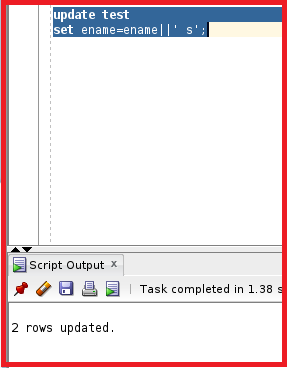 update test
set ename=ename||' s';
Script Output x
Task completed in 1.38 s
2 rows updated.